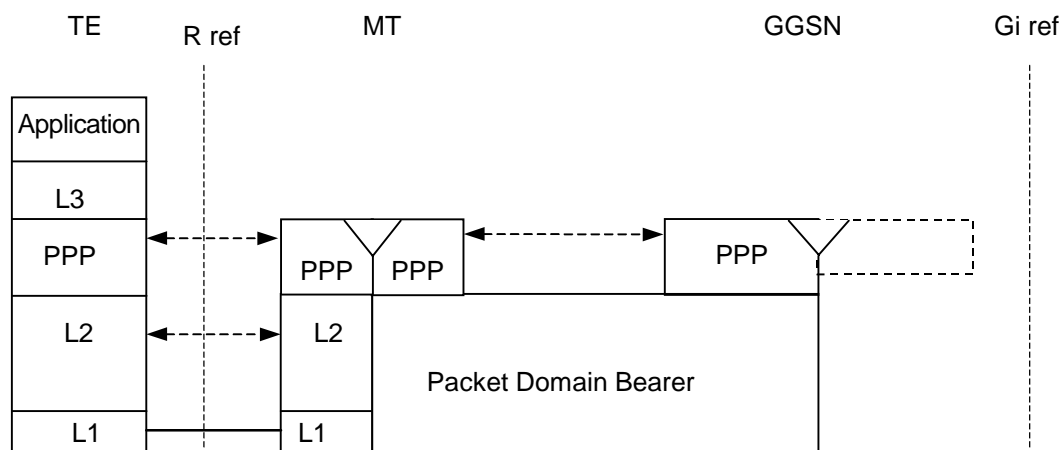 TE
R ref
MT
GGSN
Gi ref
Application
L3
PPP
PPP
PPP
PPP
L2
L2
Packet Domain Bearer
L1
L1